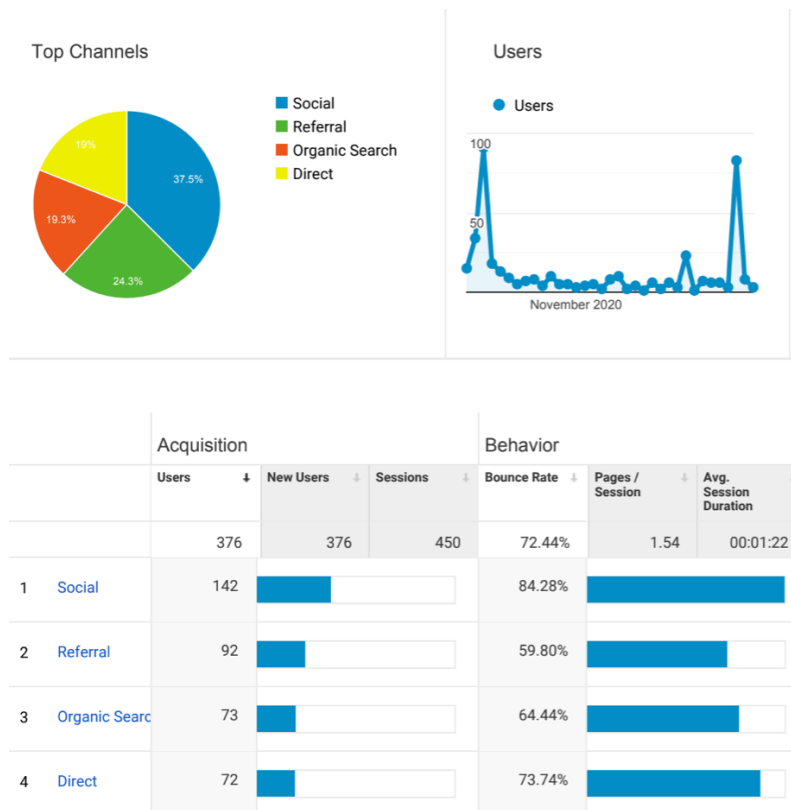 Top Channels
Social
Referral
Organic Search
Direct
19%
37.5%
19.3%
24.3%
Users
Users
100
50
November 2020
Acquisition
Behavior
Users
New Users
Sessions
Bounce Rate
Pages /
Session
Avg.
Session
Duration
376
376
450
72.44%
1.54
00:01:22
1 Social 142 84.28%
2 Referral 92 59.80%
3 Organic Searc 73 64.44%
4 Direct 72 73.74%